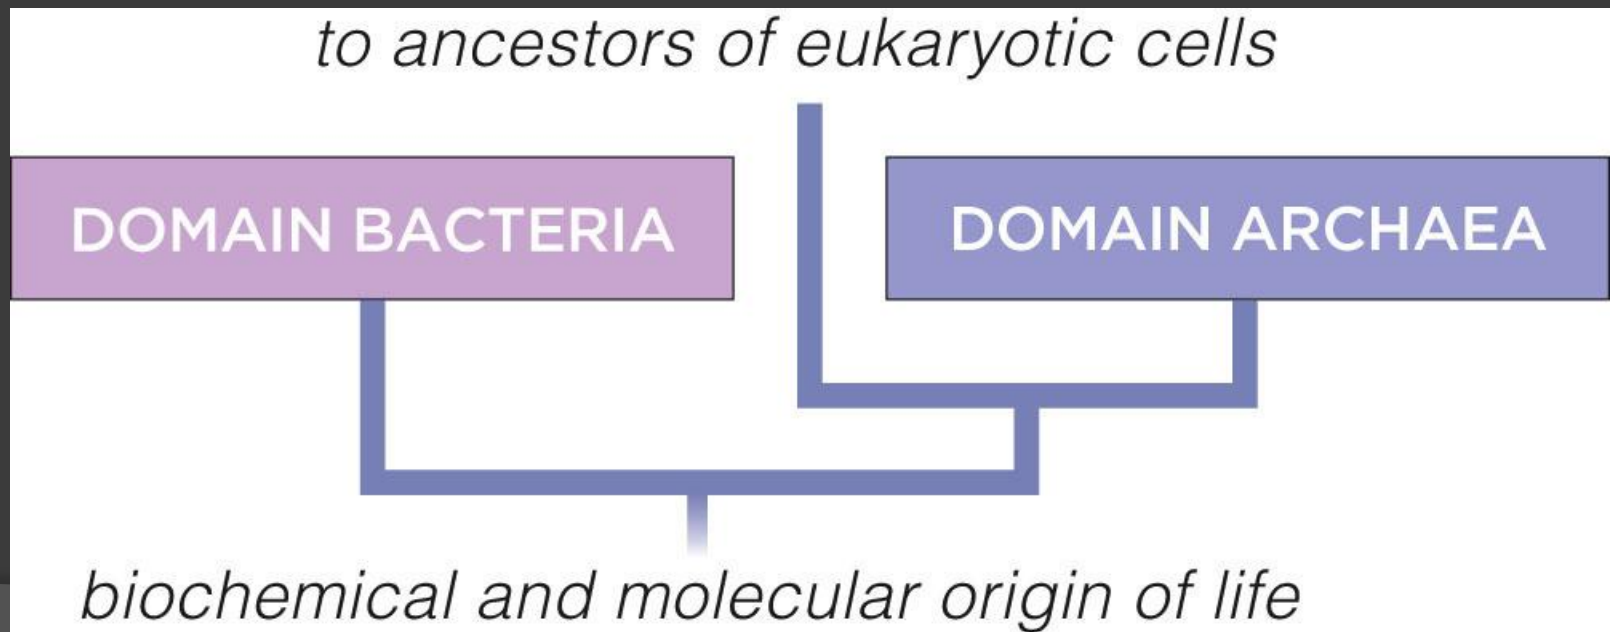 to ancestors of eukaryotic cells
DOMAIN BACTERIA
DOMAIN ARCHAEA
biochemical and molecular origin of life